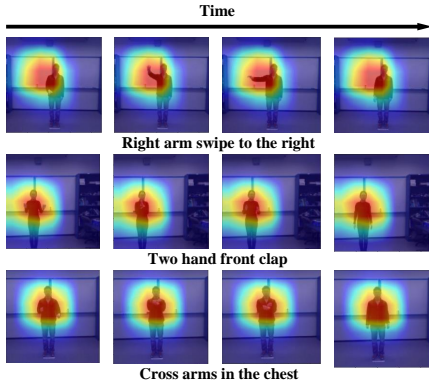 Time
Right arm swipe to the right
Two hand front clap
Cross arms in the chest